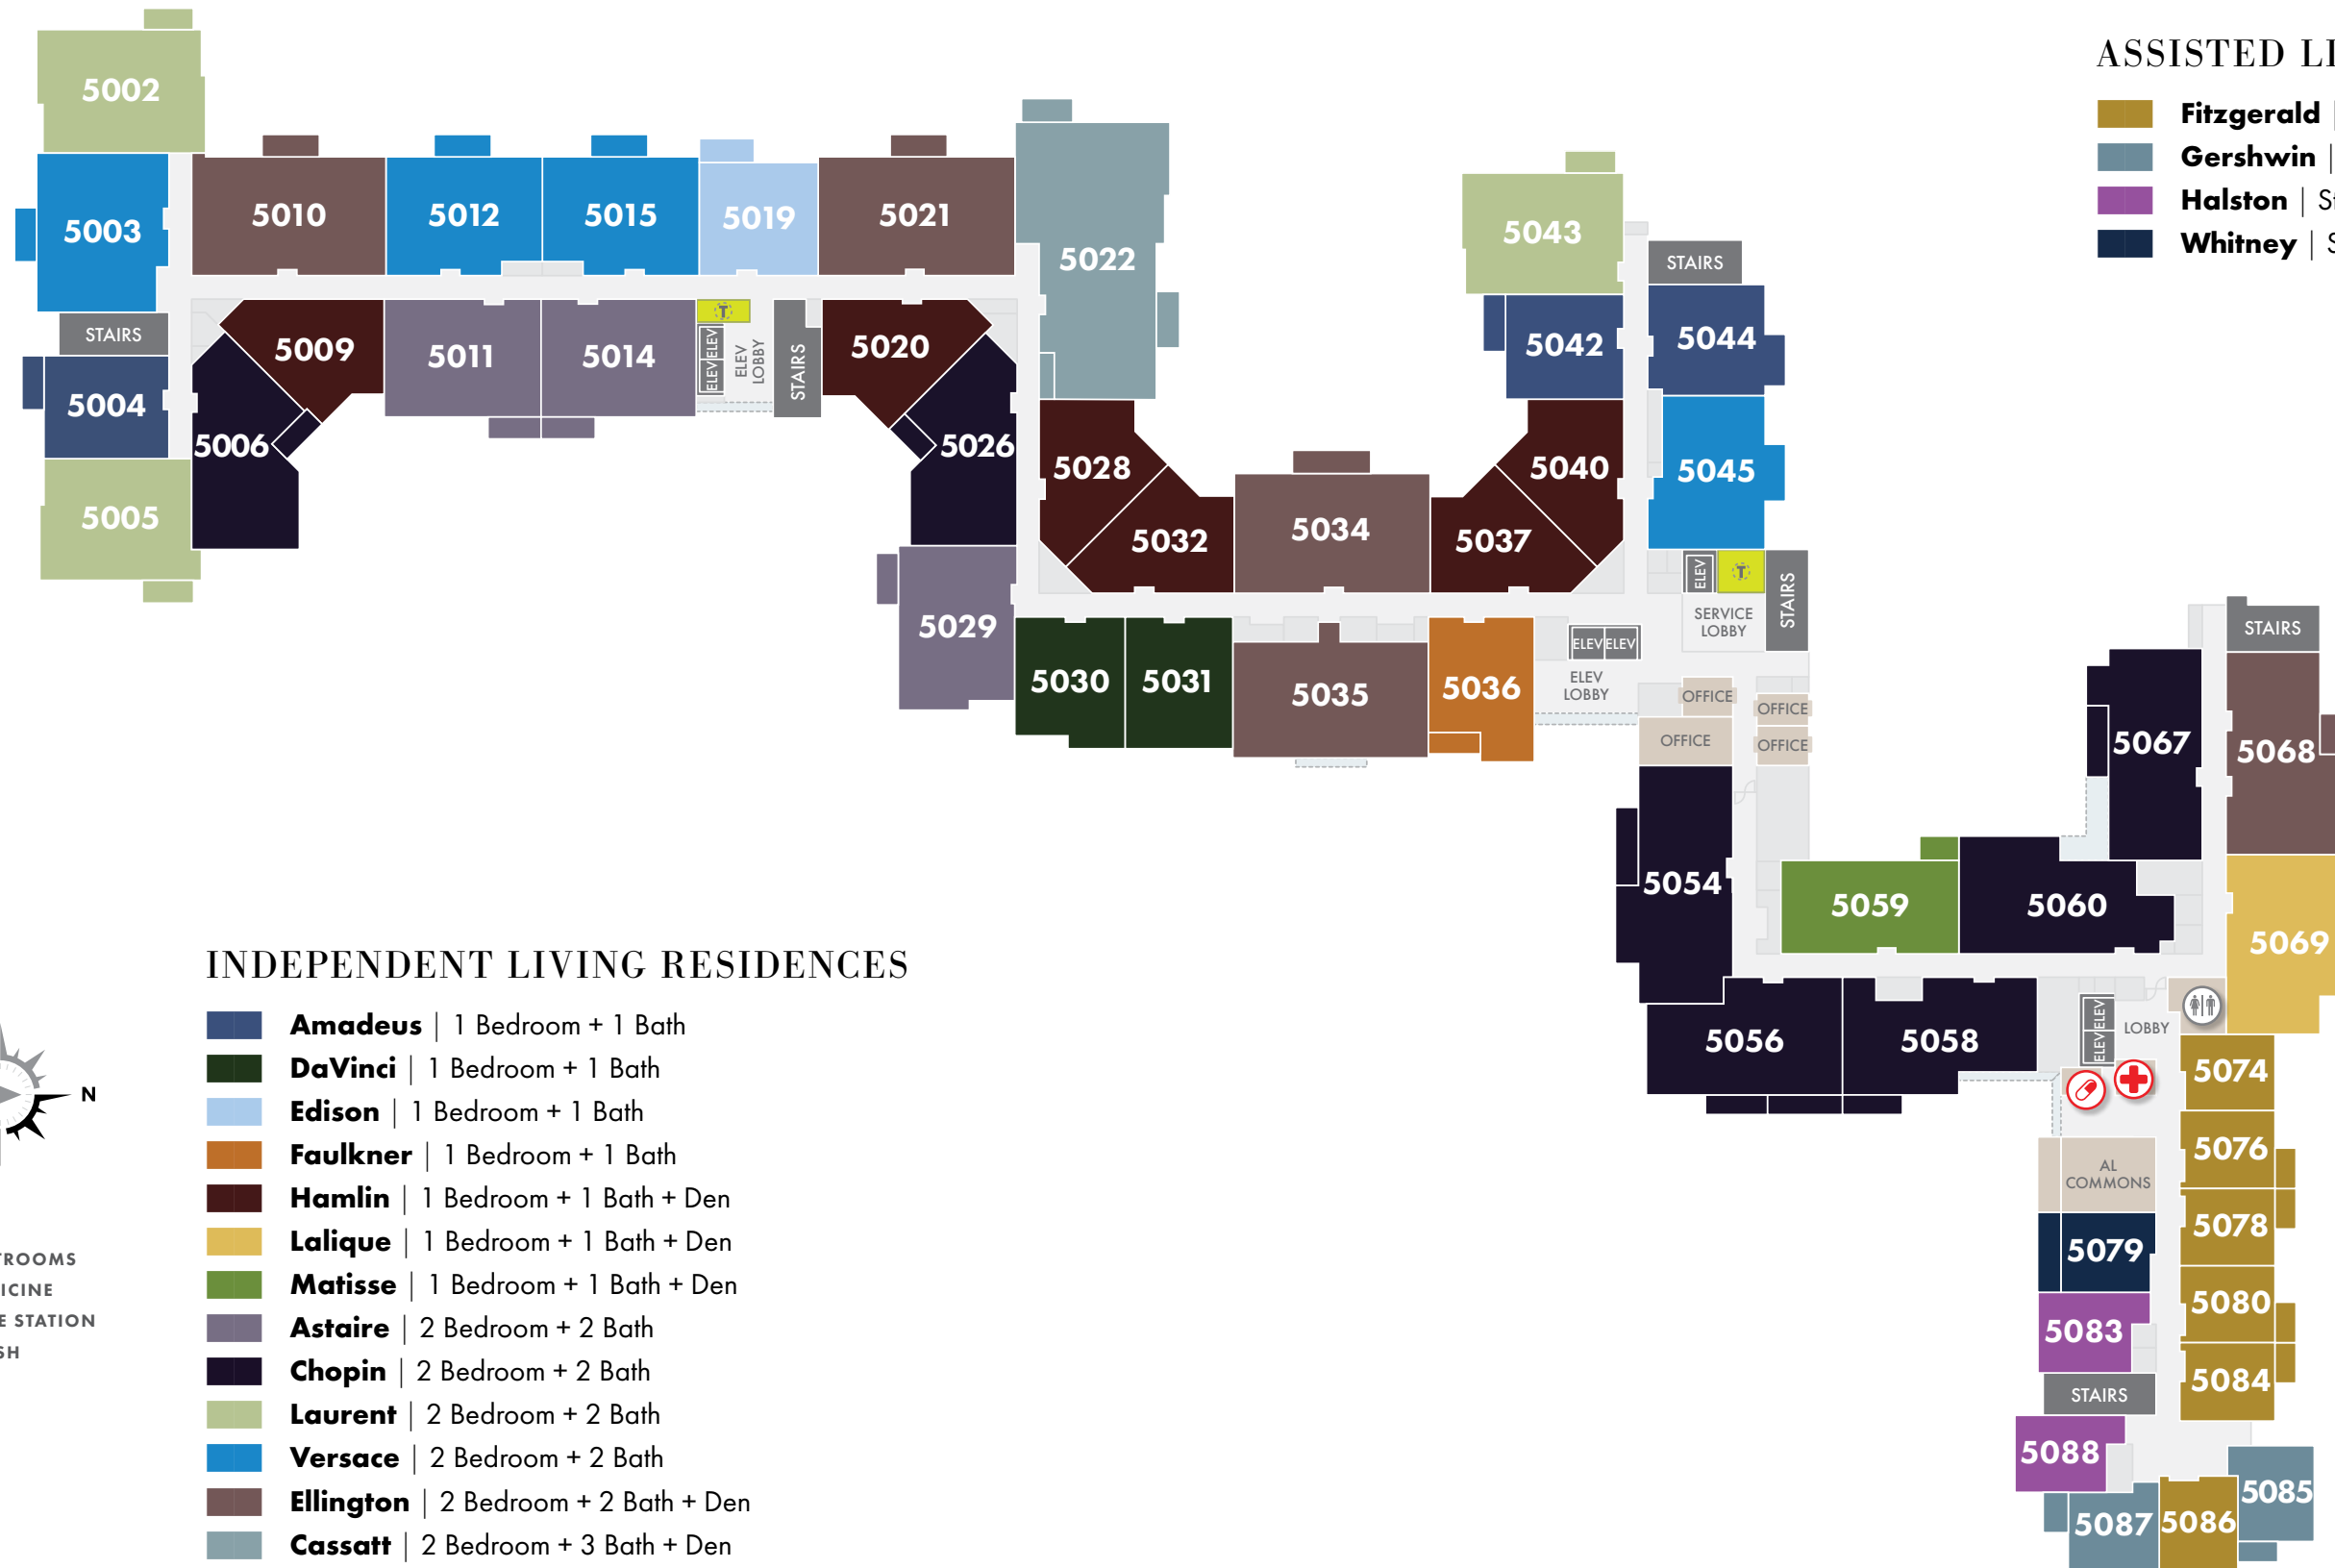 ASSISTED LI
Fitzgerald |
Gershwin |
Halston | St
Whitney | S
5002
5003
5010
5012
5015
5019
5021
5022
5043
STAIRS
STAIRS
5004
5005
5006
5009
5011
5014
T
ELEV ELEV
ELEV
LOBBY
STAIRS
5020
5026
5028
5032
5034
5037
5040
5042
5044
5045
5029
5030
5031
5035
5036
ELEV ELEV
ELEV
LOBBY
ELEV
T
STAIRS
SERVICE
LOBBY
OFFICE
OFFICE
OFFICE
OFFICE
5054
5056
5058
5059
5060
5067
STAIRS
5068
5069
ELEV ELEV
LOBBY
5074
5076
5078
5080
5084
AL
COMMONS
5079
5083
STAIRS
5088
5087
5086
5085
INDEPENDENT LIVING RESIDENCES
Amadeus | 1 Bedroom + 1 Bath
DaVinci | 1 Bedroom + 1 Bath
Edison | 1 Bedroom + 1 Bath
Faulkner | 1 Bedroom + 1 Bath
Hamlin | 1 Bedroom + 1 Bath + Den
Lalique | 1 Bedroom + 1 Bath + Den
Matisse | 1 Bedroom + 1 Bath + Den
Astaire | 2 Bedroom + 2 Bath
Chopin | 2 Bedroom + 2 Bath
Laurent | 2 Bedroom + 2 Bath
Versace | 2 Bedroom + 2 Bath
Ellington | 2 Bedroom + 2 Bath + Den
Cassatt | 2 Bedroom + 3 Bath + Den
N
TROOMS
ICINE
E STATION
SH